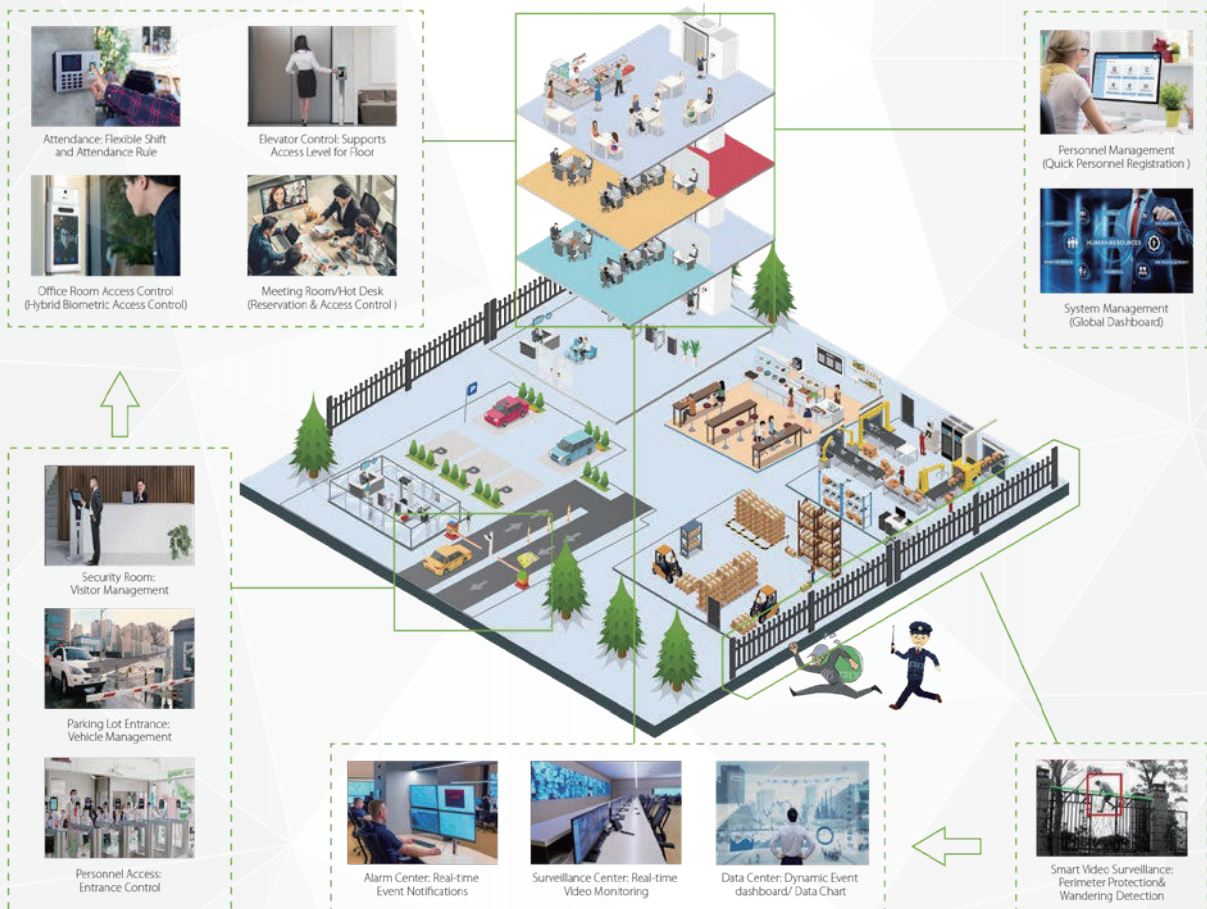 Attendance: Flexible Shift
and Attendance Rule
Elevator Control: Supports
Access Level for Floor
Office Room Access Control
(Hybrid Biometric Access Control)
Meeting Room/Hot Desk
(Reservation & Access Control )
Personnel Management
(Quick Personnel Registration )
HUMAN RESOURCES
System Management
(Global Dashboard)
P
P
P
P
Security Room:
Visitor Management
Parking Lot Entrance:
Vehicle Management
Personnel Access:
Entrance Control
Alarm Center: Real-time
Event Notifications
Surveillance Center: Real-time
Video Monitoring
Data Center: Dynamic Event
dashboard/ Data Chart
Smart Video Surveillance:
Perimeter Protection&
Wandering Detection